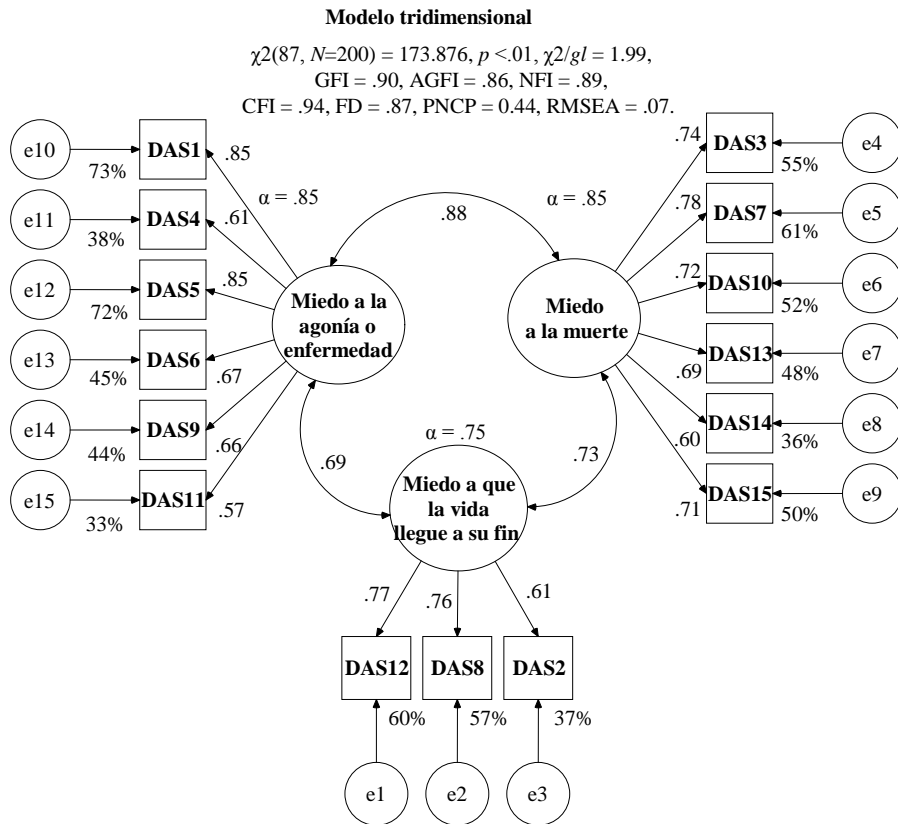 Modelo tridimensional
χ2(87, N=200) = 173.876, p <.01, χ2/gl = 1.99,
GFI = .90, AGFI = .86, NFI = .89,
CFI = .94, FD = .87, PNCP = 0.44, RMSEA = .07.
e10
73%
DAS1
.85
e11
38%
DAS4
.61
e12
72%
DAS5
.85
e13
45%
DAS6
.67
e14
44%
DAS9
.66
e15
33%
DAS11
.57
α = .85
Miedo a la
agonía o
enfermedad
.88
α = .85
Miedo
a la muerte
.74
DAS3
55%
e4
.78
DAS7
61%
e5
.72
DAS10
52%
e6
.69
DAS13
48%
e7
.60
DAS14
36%
e8
.71
DAS15
50%
e9
.69
.73
α = .75
Miedo a que
la vida
llegue a su fin
.77
.76
.61
DAS12
DAS8
DAS2
60%
57%
37%
e1
e2
e3